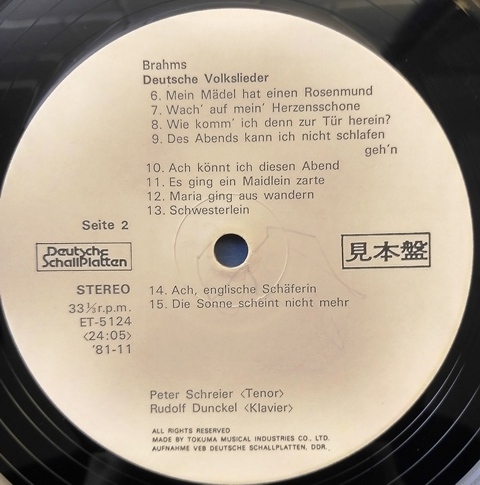 Brahms
Deutsche Volkslieder
6. Mein Mädel hat einen Rosenmund
7. Wach' auf mein' Herzensschone
8. Wie komm' ich denn zur Tür herein?
9. Des Abends kann ich nicht schlafen
geh'n
10. Ach könnt ich diesen Abend
11. Es ging ein Maidlein zarte
12. Maria ging aus wandern
13. Schwesterlein
Seite 2
Deutsche
Schallplatten
見本盤
STEREO
33⅓r.p.m.
ET-5124
〈24:05〉
'81-11
14. Ach, englische Schäferin
15. Die Sonne scheint nicht mehr
Peter Schreier 〈Tenor〉
Rudolf Dunckel 〈Klavier〉
ALL RIGHTS RESERVED
MADE BY TOKUMA MUSICAL INDUSTRIES CO., LTD.
AUFNAHME VEB DEUTSCHE SCHALLPLATTEN, DDR.